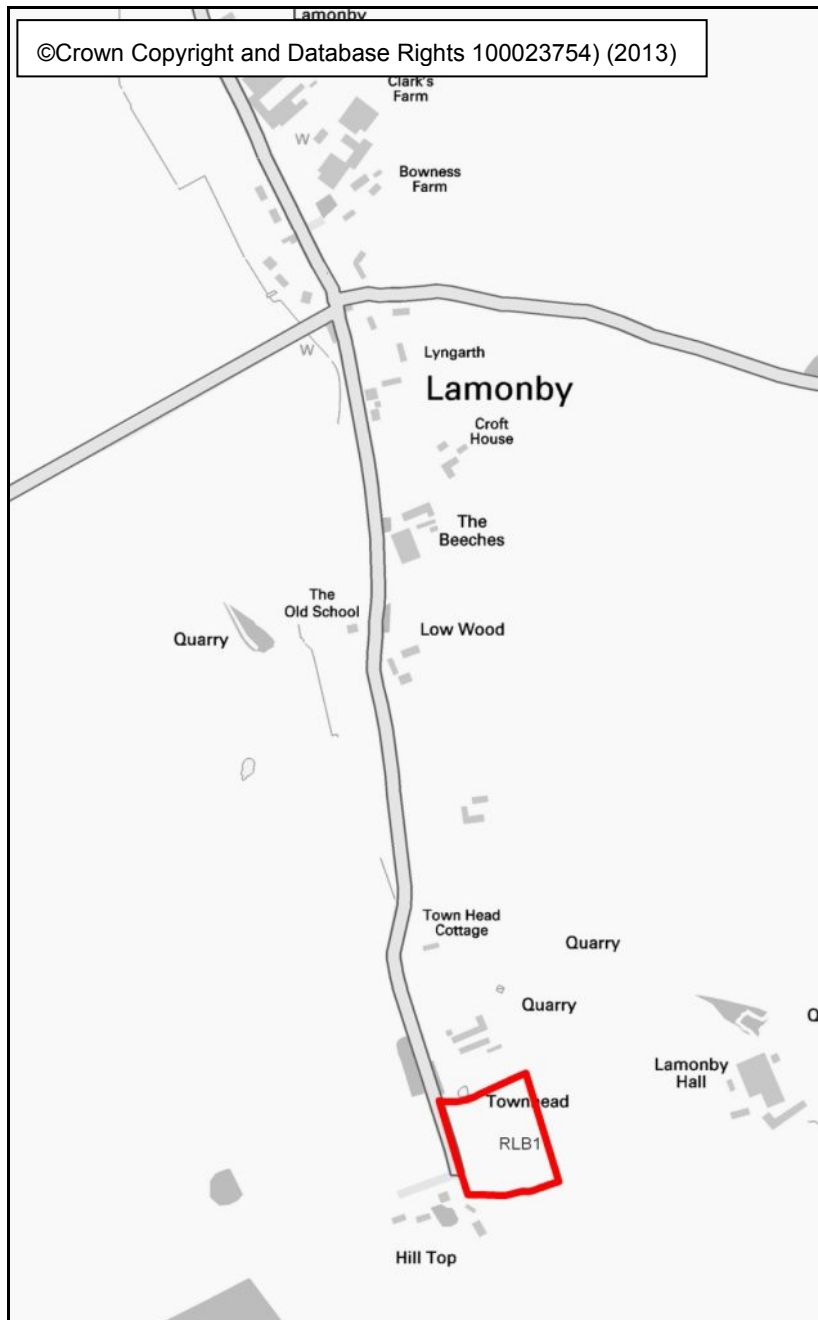 Lamonby
©Crown Copyright and Database Rights 100023754) (2013)
Clark's
Farm
W
Bowness
Farm
W
Lyngarth
Lamonby
Croft
House
The
Beeches
The
Old School
Quarry
Low Wood
Town Head
Cottage
Quarry
Quarry
Q
Lamonby
Hall
Townhead
RLB1
Hill Top